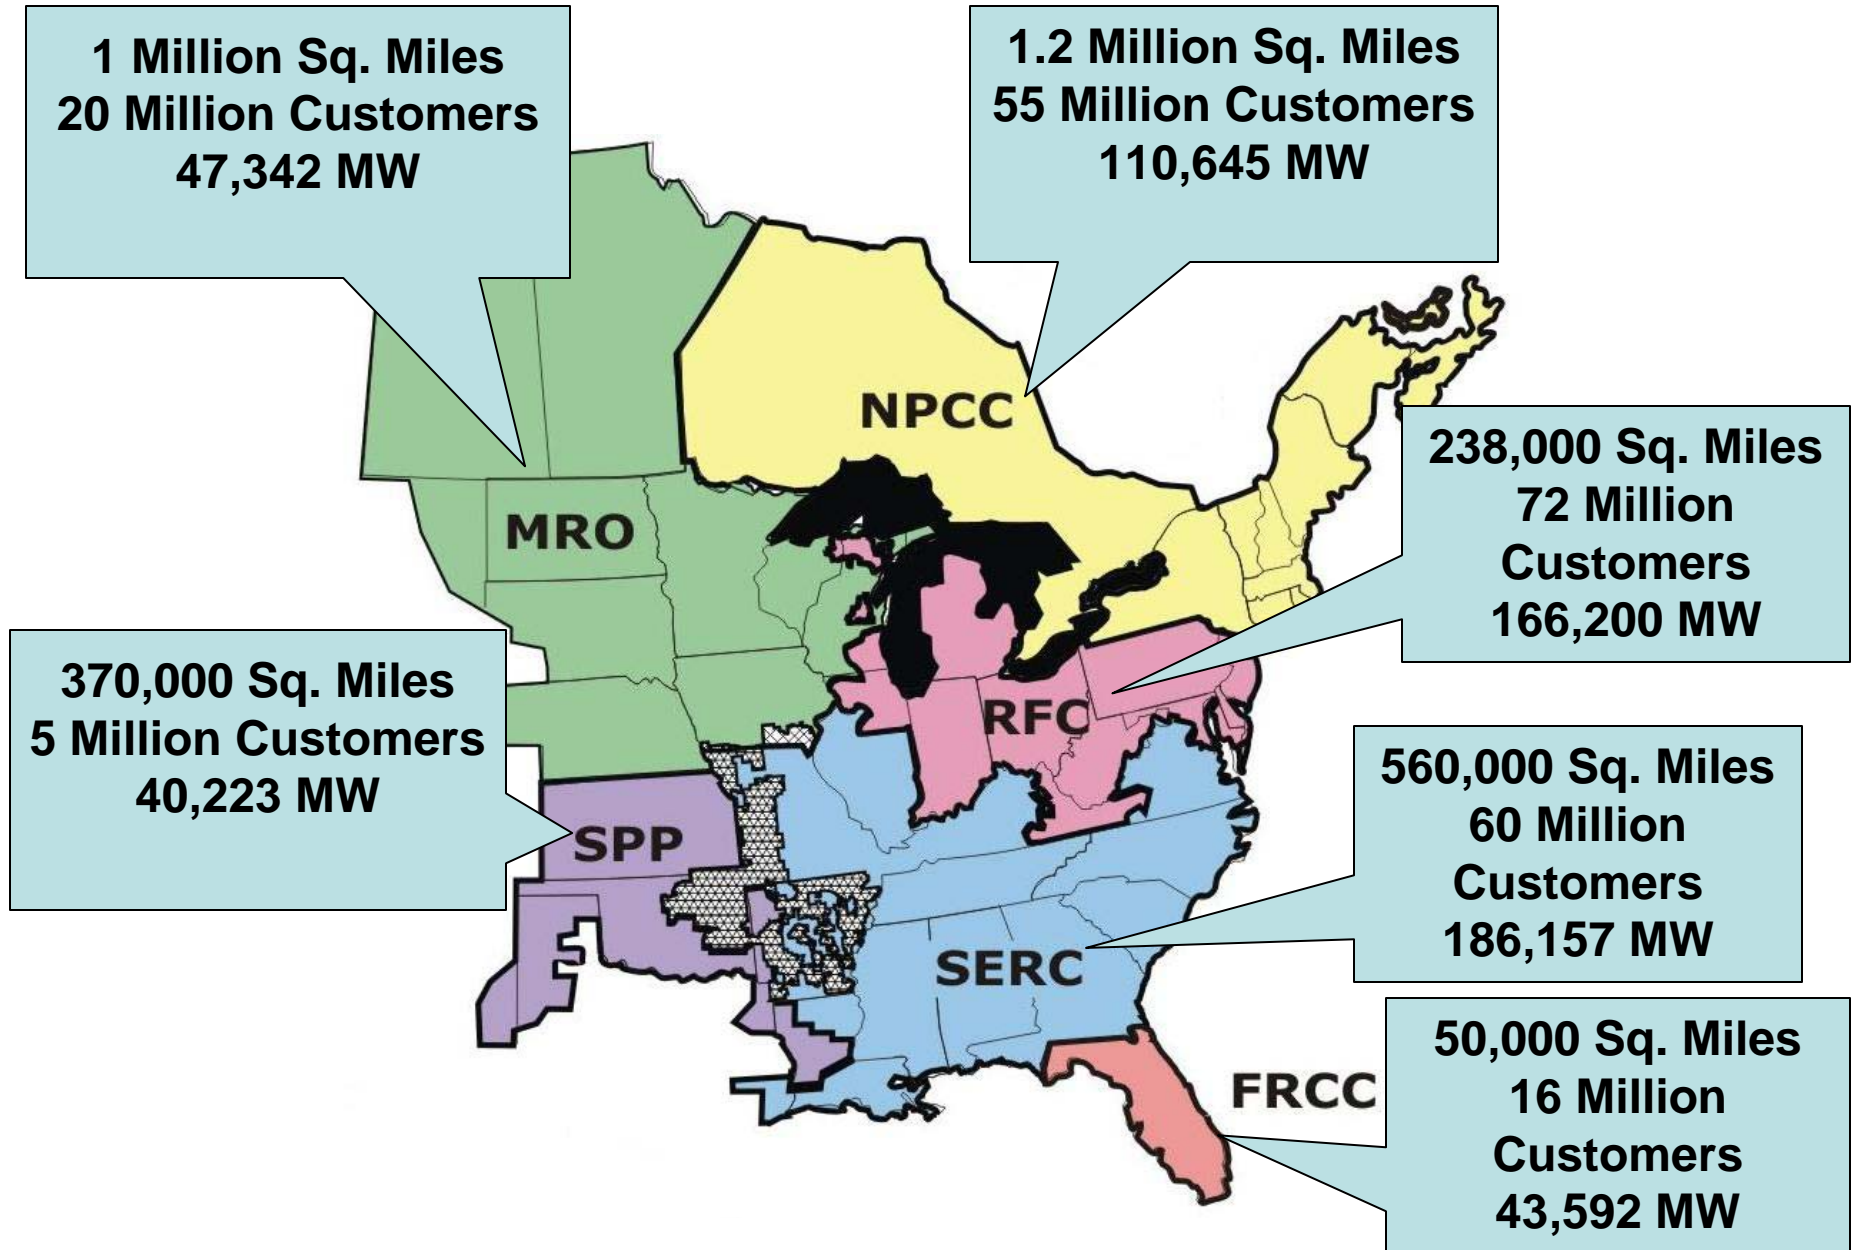 1 Million Sq. Miles
20 Million Customers
47,342 MW
1.2 Million Sq. Miles
55 Million Customers
110,645 MW
NPCC
238,000 Sq. Miles
72 Million
Customers
166,200 MW
MRO
370,000 Sq. Miles
5 Million Customers
40,223 MW
RFC
560,000 Sq. Miles
60 Million
Customers
186,157 MW
SPP
SERC
50,000 Sq. Miles
16 Million
Customers
43,592 MW
FRCC